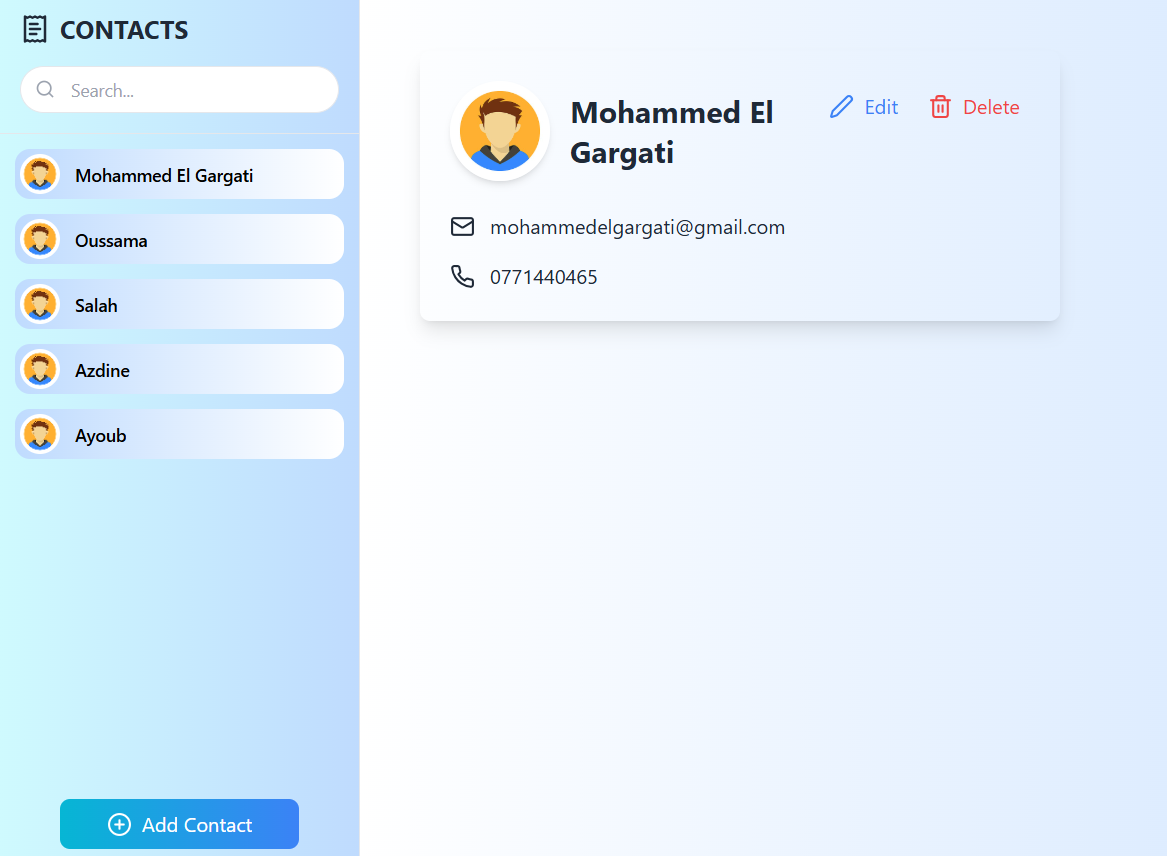 CONTACTS
Search...
Mohammed El Gargati
Oussama
Salah
Azdine
Ayoub
Add Contact
Mohammed El
Gargati
Edit
Delete
mohammedelgargati@gmail.com
0771440465